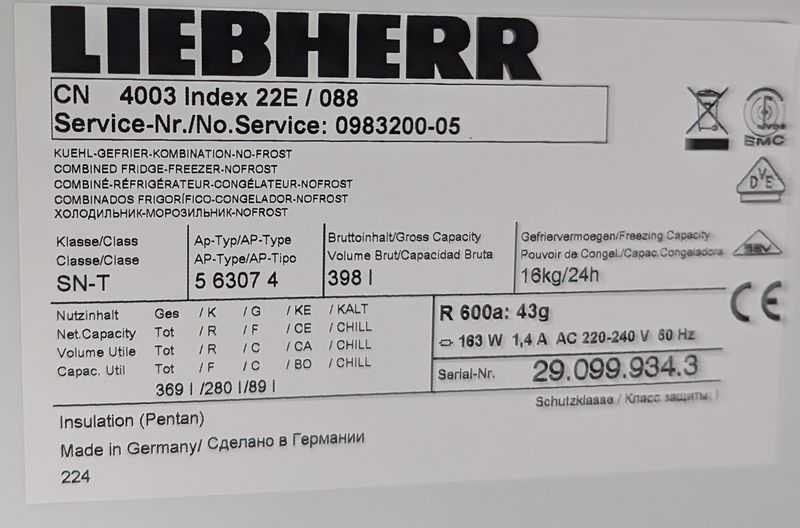 LIEBHERR
CN 4003 Index 22E / 088
Service-Nr./No.Service: 0983200-05
KUEHL-GEFRIER-KOMBINATION-NO-FROST
COMBINED FRIDGE-FREEZER-NOFROST
COMBINÉ-RÉFRIGÉRATEUR-CONGÉLATEUR-NOFROST
COMBINADOS FRIGORÍFICO-CONGELADOR-NOFROST
ХОЛОДИЛЬНИК-МОРОЗИЛЬНИК-NOFROST
EMC
DVE
Klasse/Class
Classe/Clase
SN-T
Ap-Typ/AP-Type
AP-Type/AP-Tipo
5 6307 4
Bruttoinhalt/Gross Capacity
Volume Brut/Capacidad Bruta
398 l
Gefriervermoegen/Freezing Capacity
Pouvoir de Congel./Capac.Congeladora
16kg/24h
CE
Nutzinhalt Ges /K /G /KE /KALT
Net.Capacity Tot /R /F /CE /CHILL
Volume Utile Tot /R /C /CA /CHILL
Capac. Util Tot /F /C /BO /CHILL
369 l /280 l/89 l
R 600a: 43g
163 W 1,4 A AC 220-240 V 50 Hz
Serial-Nr. 29.099.934.3
Schutzklasse / Класс защиты:
Insulation (Pentan)
Made in Germany/ Сделано в Германии
224